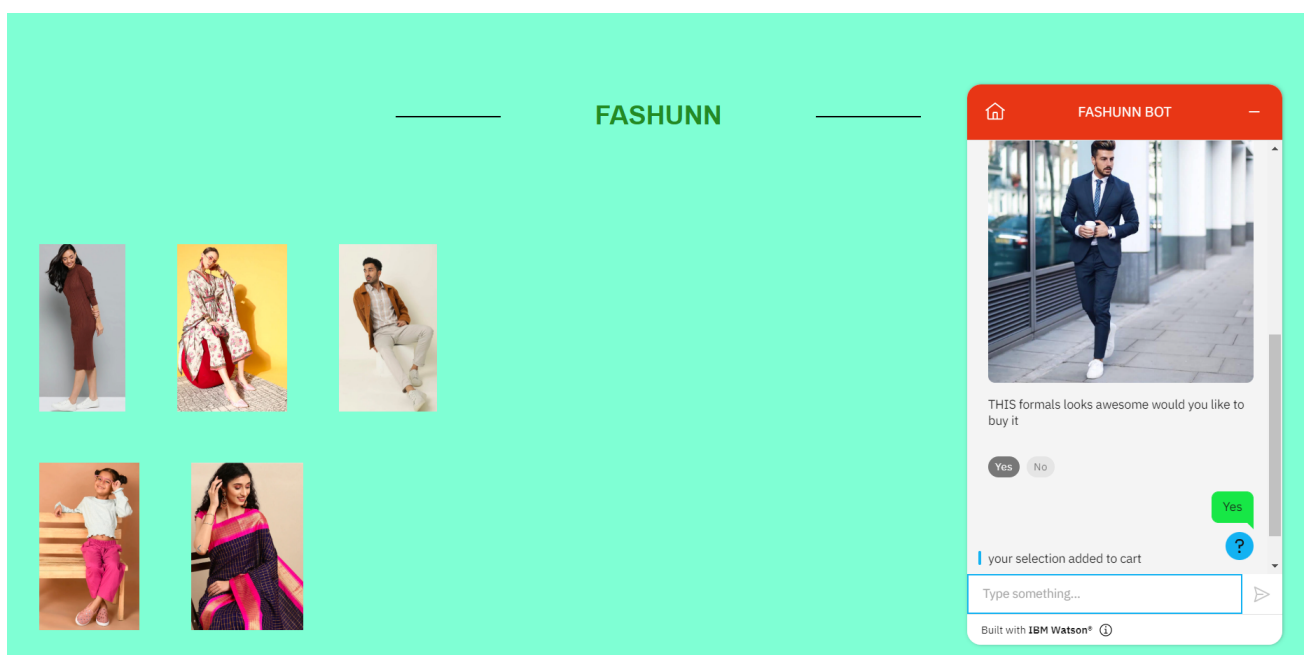 FASHUNN
FASHUNN BOT
THIS formals looks awesome would you like to
buy it
Yes No
Yes
?
your selection added to cart
Type something...
Built with IBM Watson®